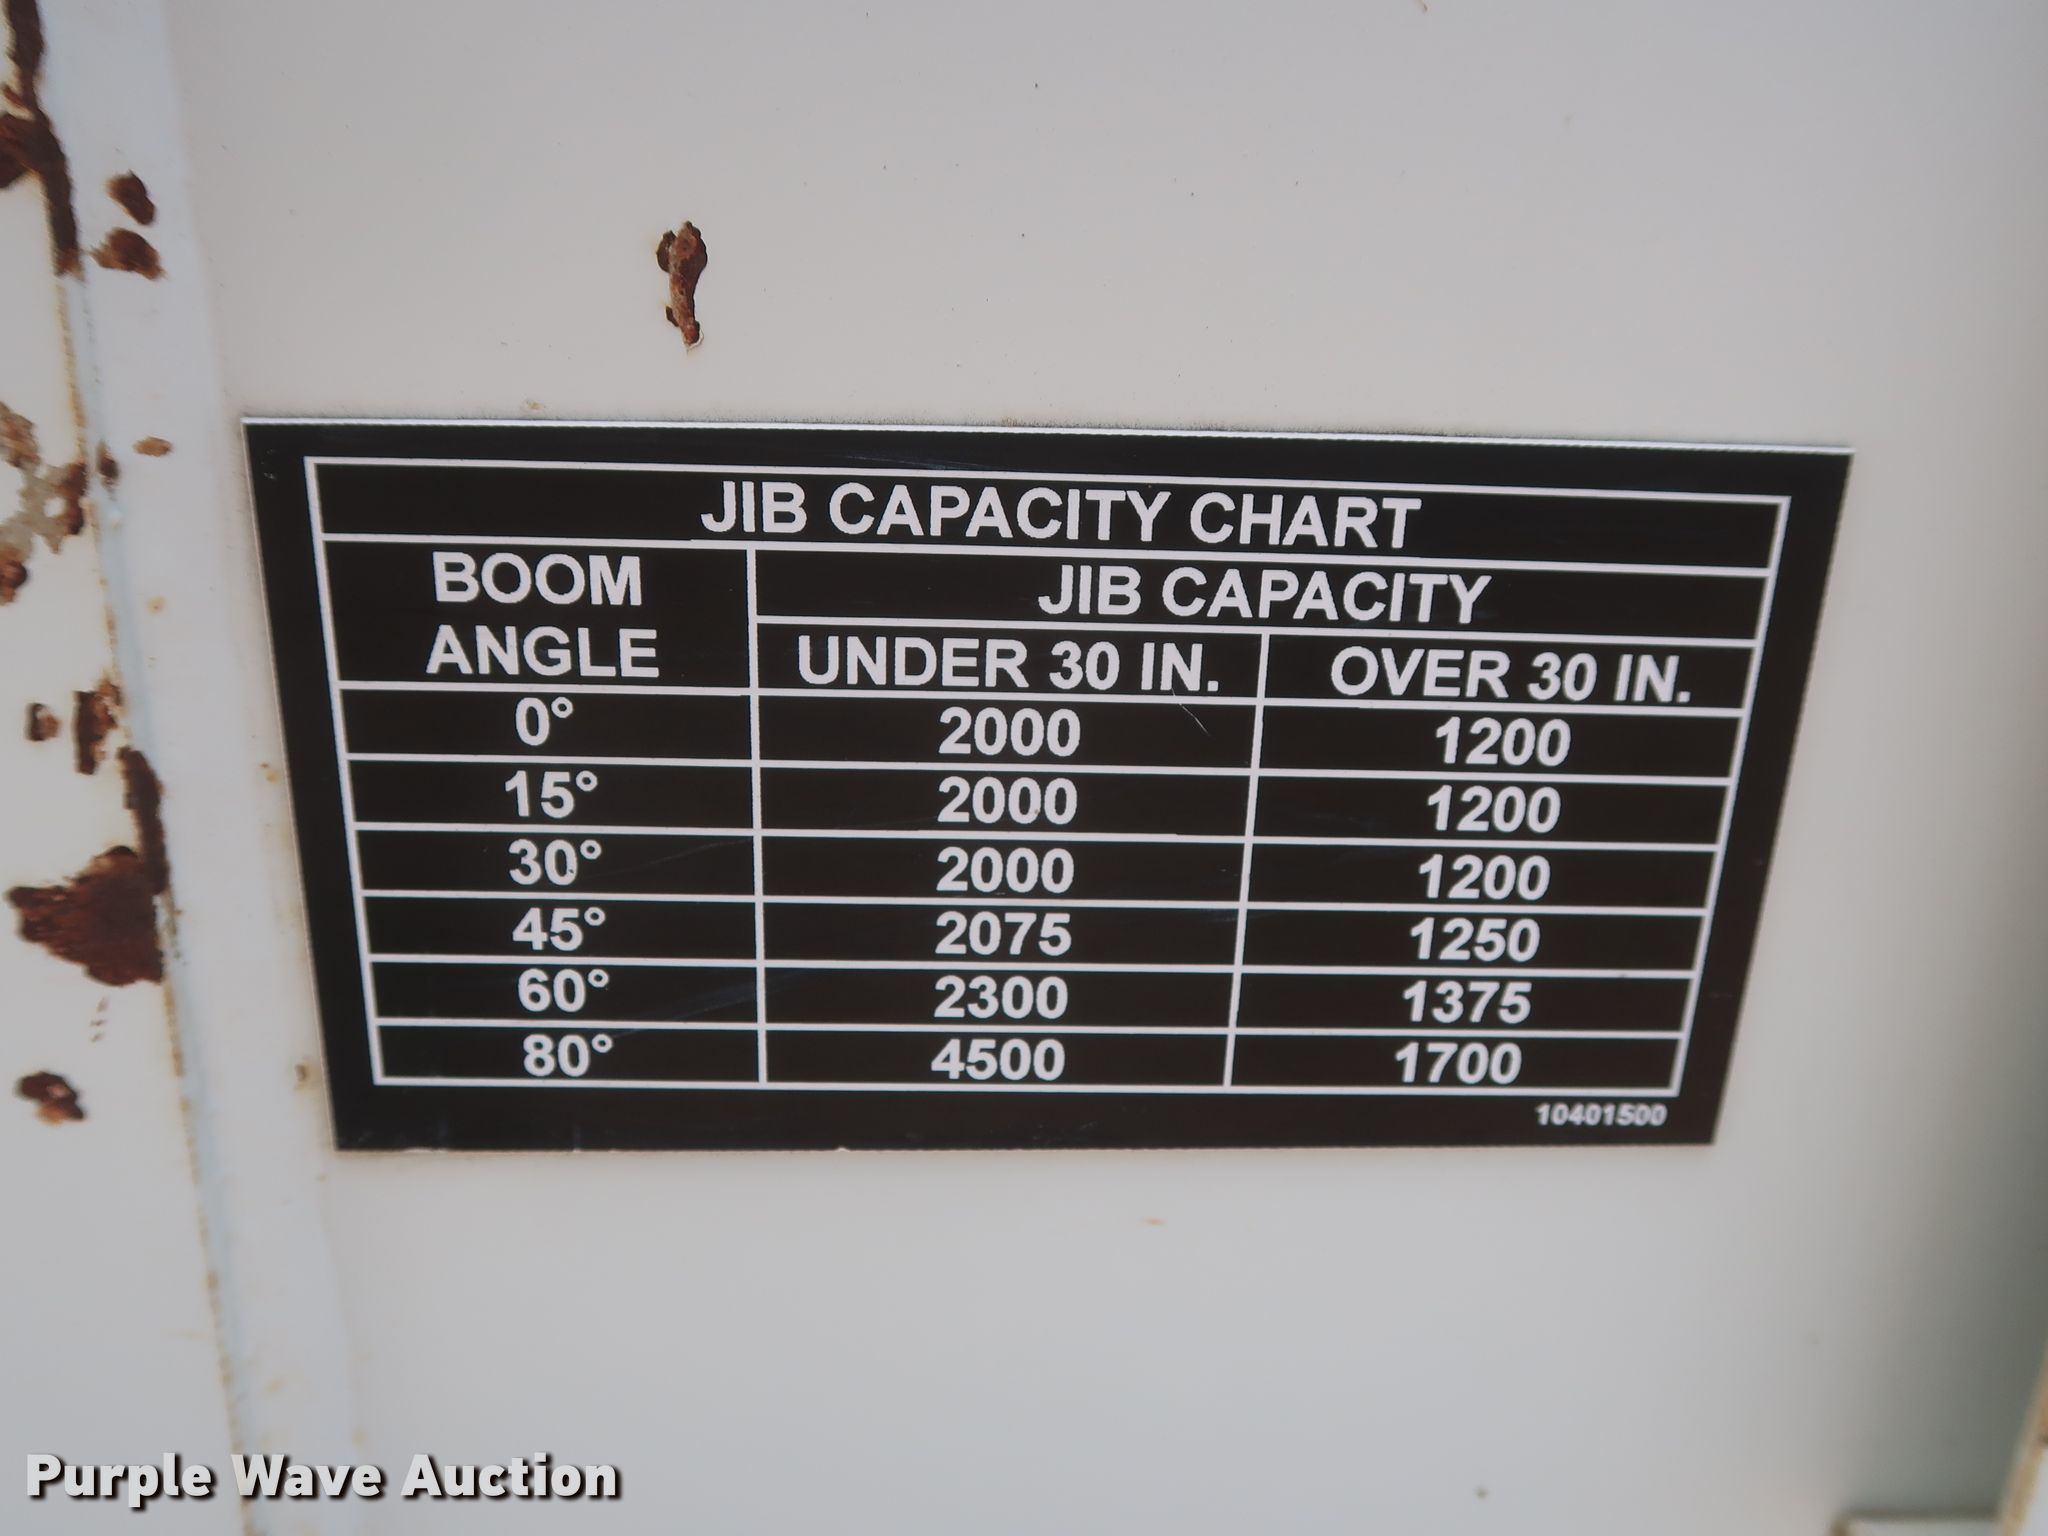 JIB CAPACITY CHART
BOOM ANGLE JIB CAPACITY
UNDER 30 IN. OVER 30 IN.
0° 2000 1200
15° 2000 1200
30° 2000 1200
45° 2075 1250
60° 2300 1375
80° 4500 1700
10401500
Purple Wave Auction